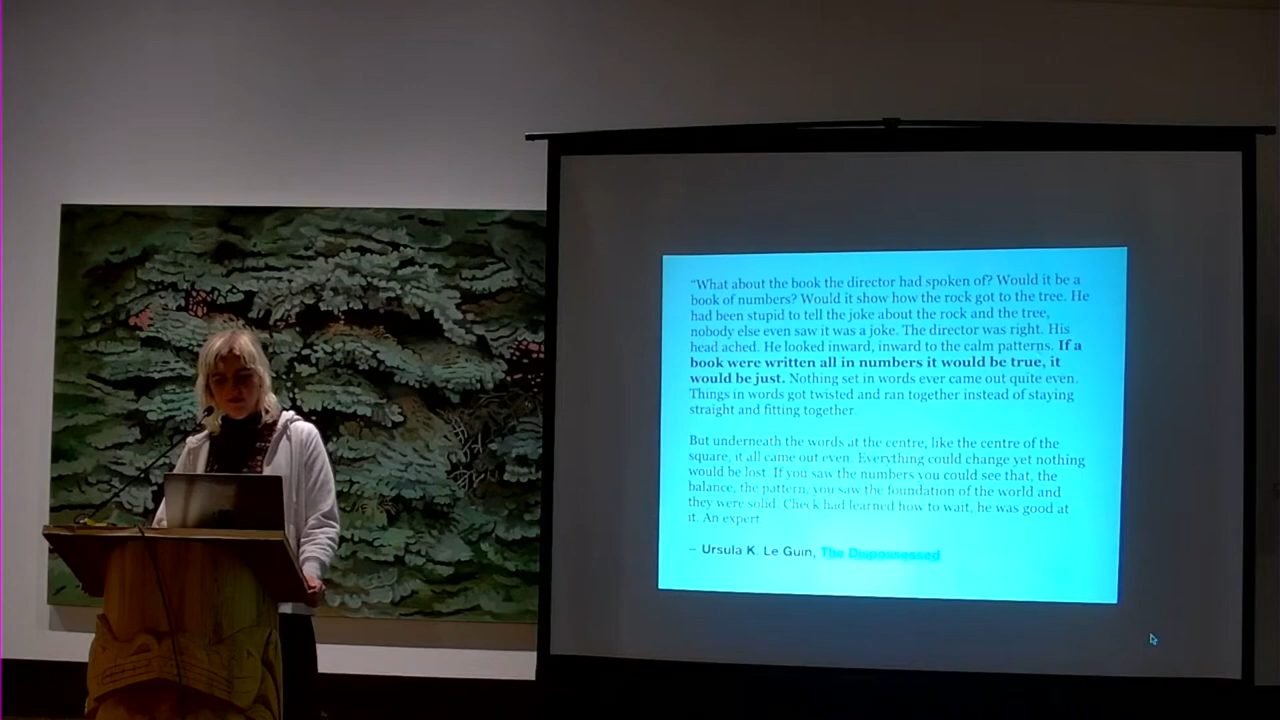 “What about the book the director had spoken of? Would it be a
book of numbers? Would it show how the rock got to the tree. He
had been stupid to tell the joke about the rock and the tree,
nobody else even saw it was a joke. The director was right. His
head ached. He looked inward, inward to the calm patterns. If a
book were written all in numbers it would be true, it
would be just. Nothing set in words ever came out quite even.
Things in words got twisted and ran together instead of staying
straight and fitting together.
But underneath the words at the centre, like the centre of the
square, it all came out even. Everything could change yet nothing
would be lost. If you saw the numbers you could see that, the
balance, the pattern, you saw the foundation of the world and
they were solid. Check had learned how to wait, he was good at
it. An expert
– Ursula K. Le Guin, The Dispossessed